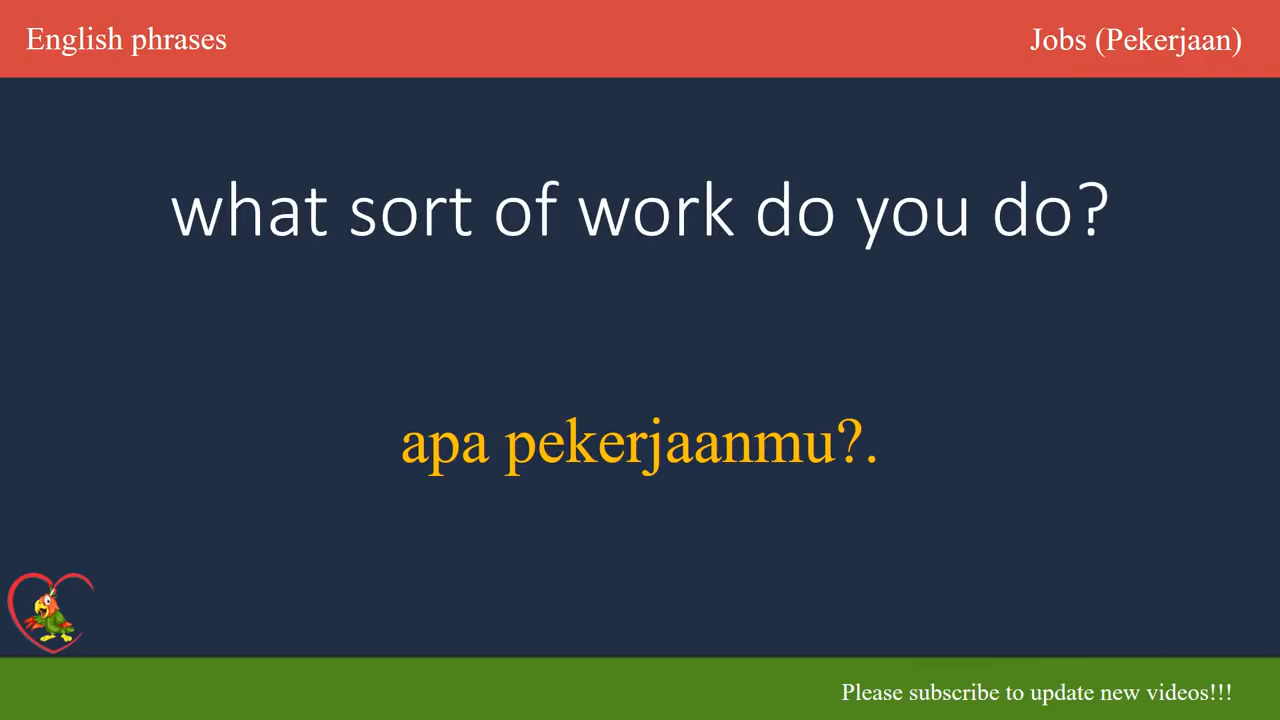 English phrases
Jobs (Pekerjaan)
what sort of work do you do?
apa pekerjaanmu?.
Please subscribe to update new videos!!!